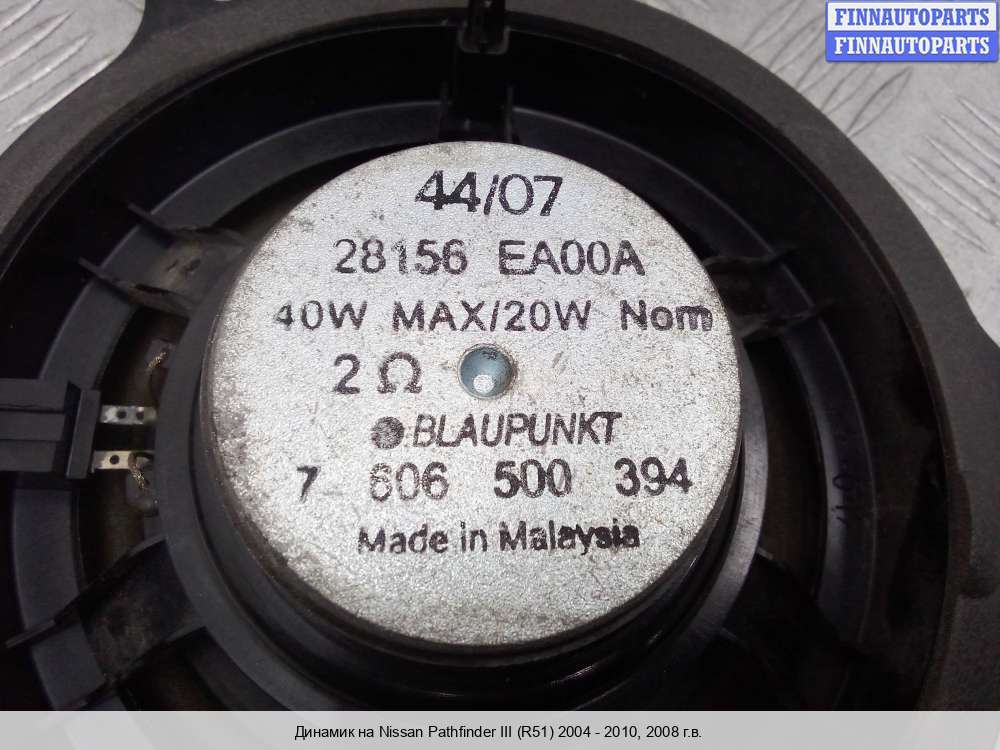 FINNAUTOPARTS
FINNAUTOPARTS
44/07
28156 EA00A
40W MAX/20W Nom
2 Ω
BLAUPUNKT
7 606 500 394
Made in Malaysia
Динамик на Nissan Pathfinder III (R51) 2004 - 2010, 2008 г.в.